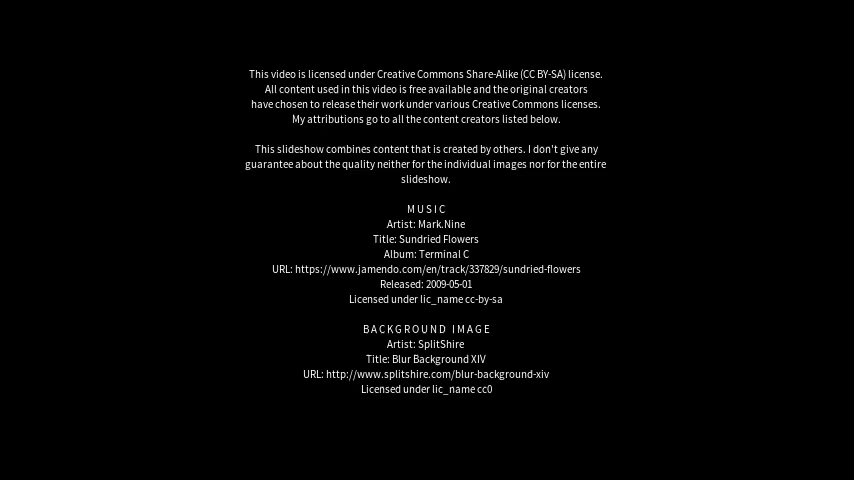 This video is licensed under Creative Commons Share-Alike (CC BY-SA) license.
All content used in this video is free available and the original creators
have chosen to release their work under various Creative Commons licenses.
My attributions go to all the content creators listed below.
This slideshow combines content that is created by others. I don't give any
guarantee about the quality neither for the individual images nor for the entire
slideshow.
MUSIC
Artist: Mark.Nine
Title: Sundried Flowers
Album: Terminal C
URL: https://www.jamendo.com/en/track/337829/sundried-flowers
Released: 2009-05-01
Licensed under lic_name cc-by-sa
BACKGROUND IMAGE
Artist: SplitShire
Title: Blur Background XIV
URL: http://www.splitshire.com/blur-background-xiv
Licensed under lic_name cc0